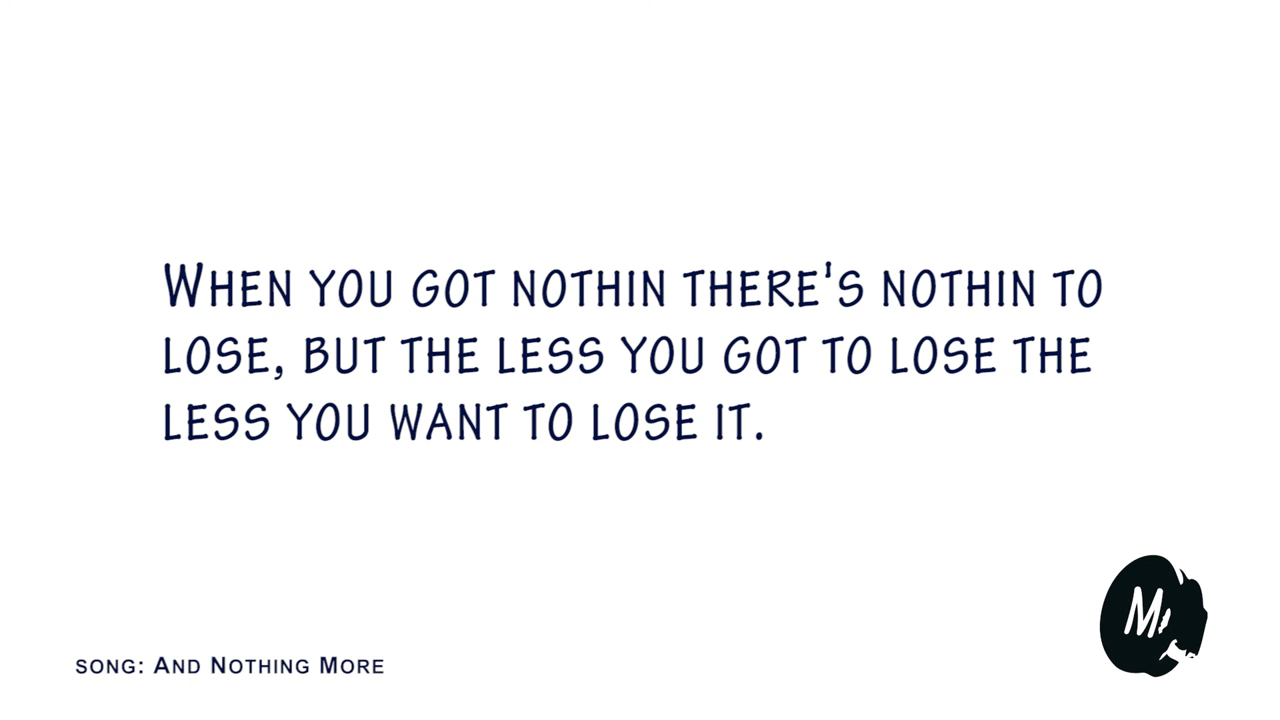 When you got nothin there's nothin to
lose, but the less you got to lose the
less you want to lose it.
M
song: And Nothing More